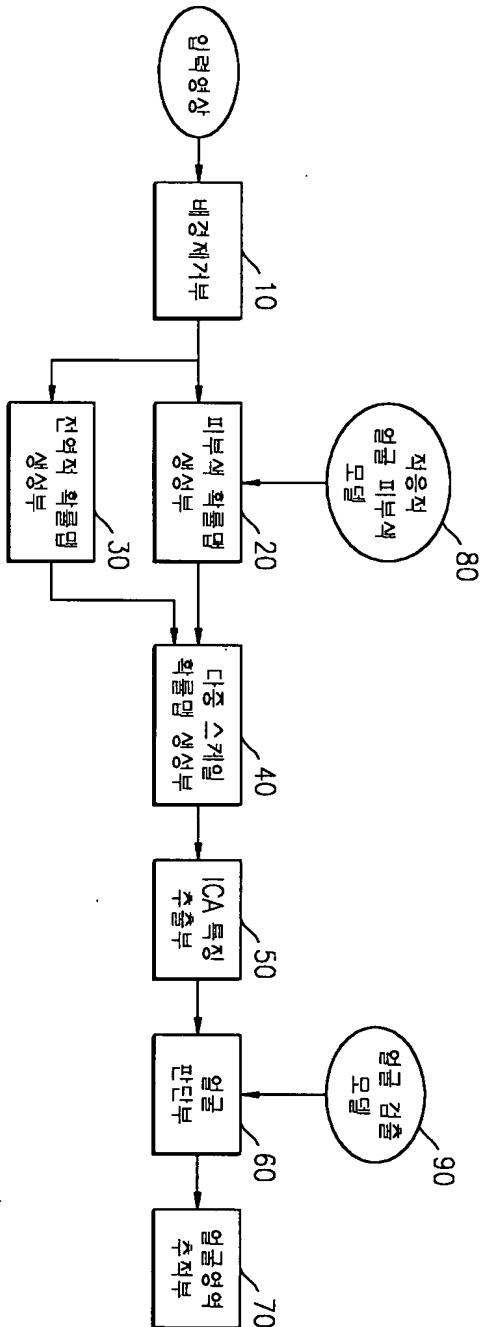 입력영상
배경제거부
10
적응적
얼굴 피부색
모델
80
피부색 확률맵
생성부
20
전역적 확률맵
생성부
30
다중 스케일
확률맵 생성부
40
ICA 특징
추출부
50
얼굴 검출
모델
90
얼굴
판단부
60
얼굴영역
추적부
70